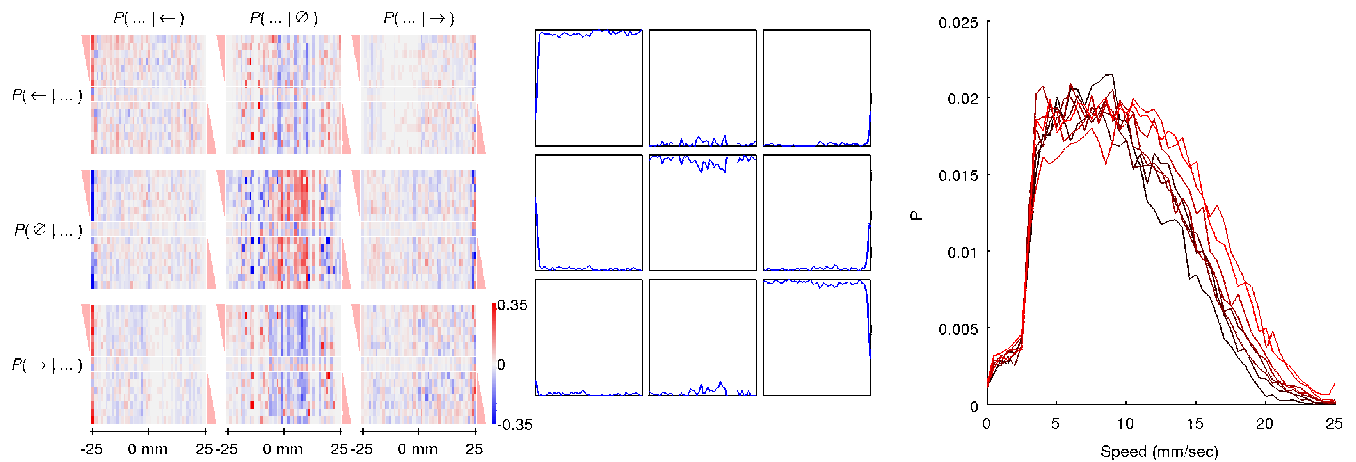 P( ... | ← )
P( ... | ∅ )
P( ... | → )
P( ← | ... )
P( ∅ | ... )
P( → | ... )
0.35
0
-0.35
-25
0 mm
25
-25
0 mm
25
-25
0 mm
25
0.025
0.02
0.015
0.01
0.005
0
P
0
5
10
15
20
25
Speed (mm/sec)